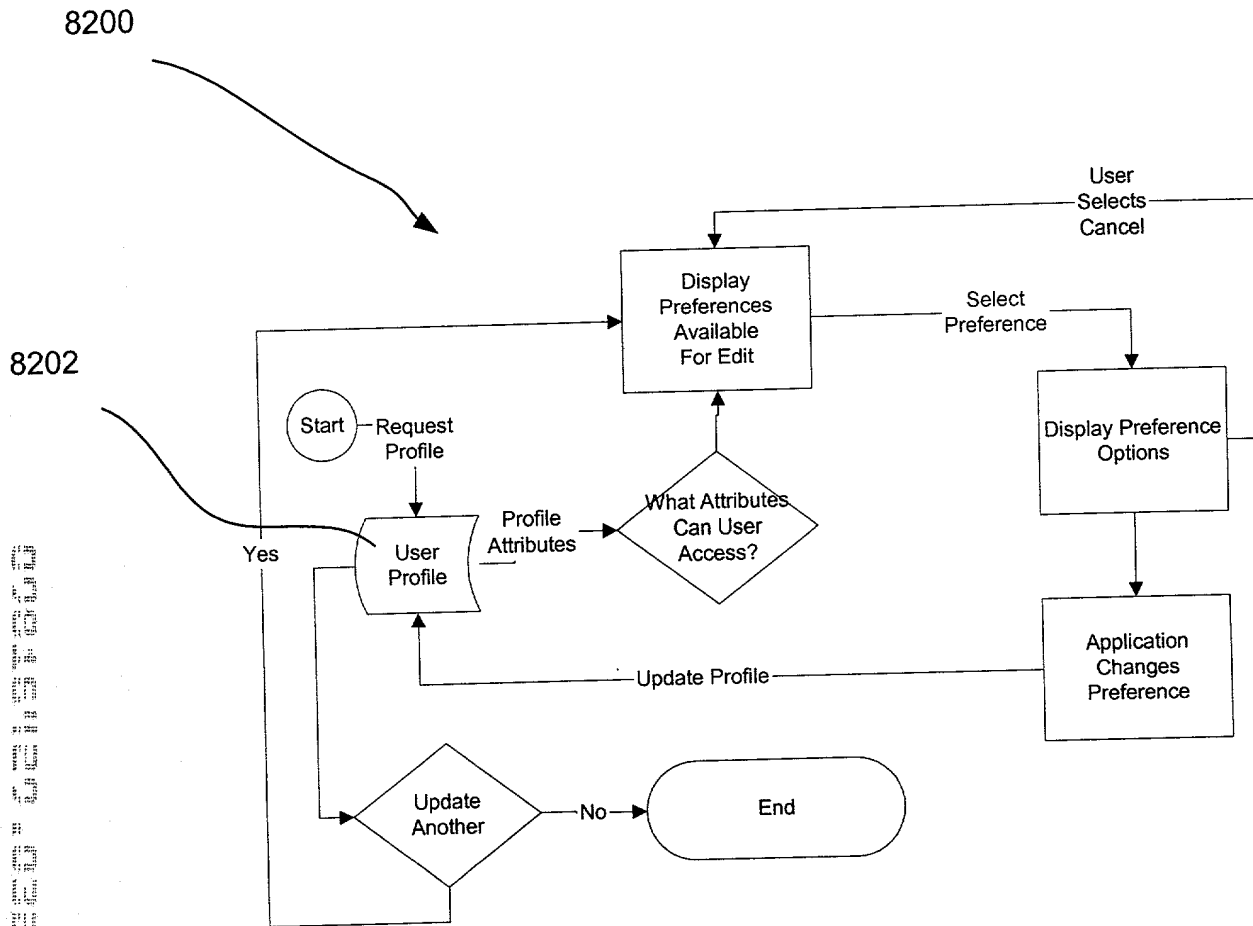 8200
User
Selects
Cancel
Display
Preferences
Available
For Edit
Select
Preference
8202
Start
Request
Profile
Display Preference
Options
What Attributes
Can User
Access?
Profile
Attributes
Yes
User
Profile
Application
Changes
Preference
Update Profile
Update
Another
No
End